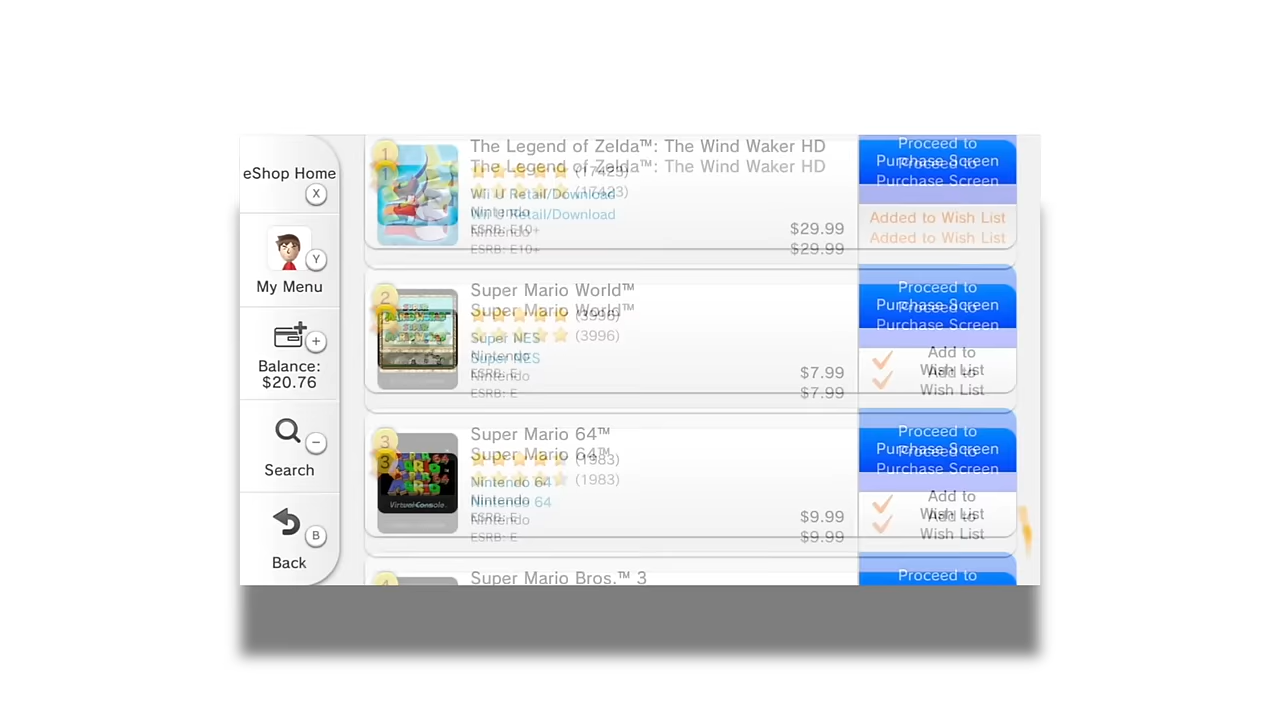 eShop Home
X
Y
My Menu
+
Balance:
$20.76
−
Search
B
Back
1
The Legend of Zelda™: The Wind Waker HD
(17423)
Wii U Retail/Download
Nintendo
ESRB: E10+
$29.99
Proceed to
Purchase Screen
Added to Wish List
2
Super Mario World™
(3996)
Super NES
Nintendo
ESRB: E
$7.99
Proceed to
Purchase Screen
Add to
Wish List
3
Super Mario 64™
(1983)
Nintendo 64
Nintendo
ESRB: E
$9.99
Virtual Console
Proceed to
Purchase Screen
Add to
Wish List
4
Super Mario Bros.™ 3
Proceed to